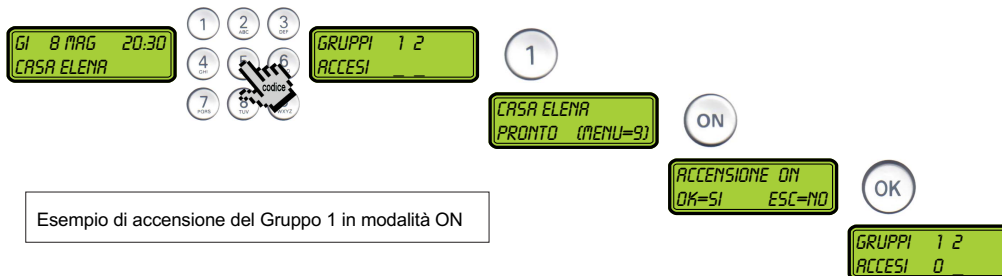 GI 8 MAG 20:30
CASA ELENA
1
2 ABC
3 DEF
4 GHI
5
6
7 PQRS
8 TUV
WXYZ
codice
GRUPPI 1 2
ACCESI _ _
1
CASA ELENA
PRONTO (MENU=9)
ON
ACCENSIONE ON
OK=SI ESC=NO
OK
GRUPPI 1 2
ACCESI 0 _
Esempio di accensione del Gruppo 1 in modalità ON